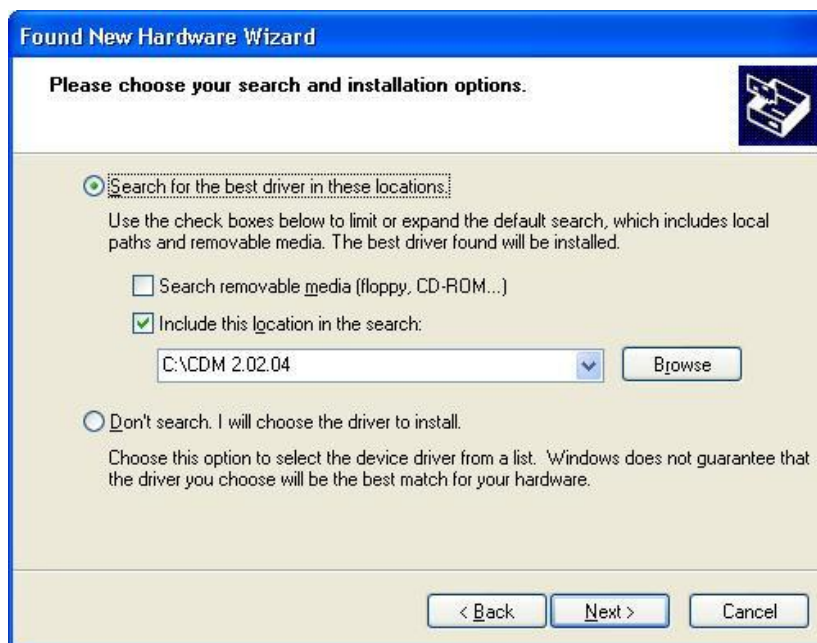 Found New Hardware Wizard
Please choose your search and installation options.
Search for the best driver in these locations.
Use the check boxes below to limit or expand the default search, which includes local
paths and removable media. The best driver found will be installed.
Search removable media (floppy, CD-ROM...)
Include this location in the search:
C:\CDM 2.02.04
Browse
Don't search. I will choose the driver to install.
Choose this option to select the device driver from a list. Windows does not guarantee that
the driver you choose will be the best match for your hardware.
< Back
Next >
Cancel